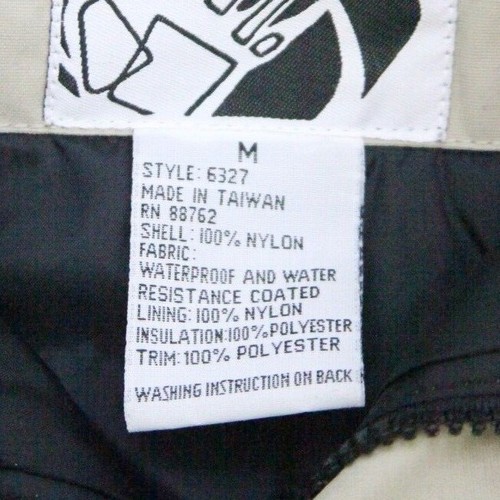 M
STYLE: 6327
MADE IN TAIWAN
RN 88762
SHELL: 100% NYLON
FABRIC:
WATERPROOF AND WATER
RESISTANCE COATED
LINING: 100% NYLON
INSULATION:100% POLYESTER
TRIM: 100% POLYESTER
WASHING INSTRUCTION ON BACK